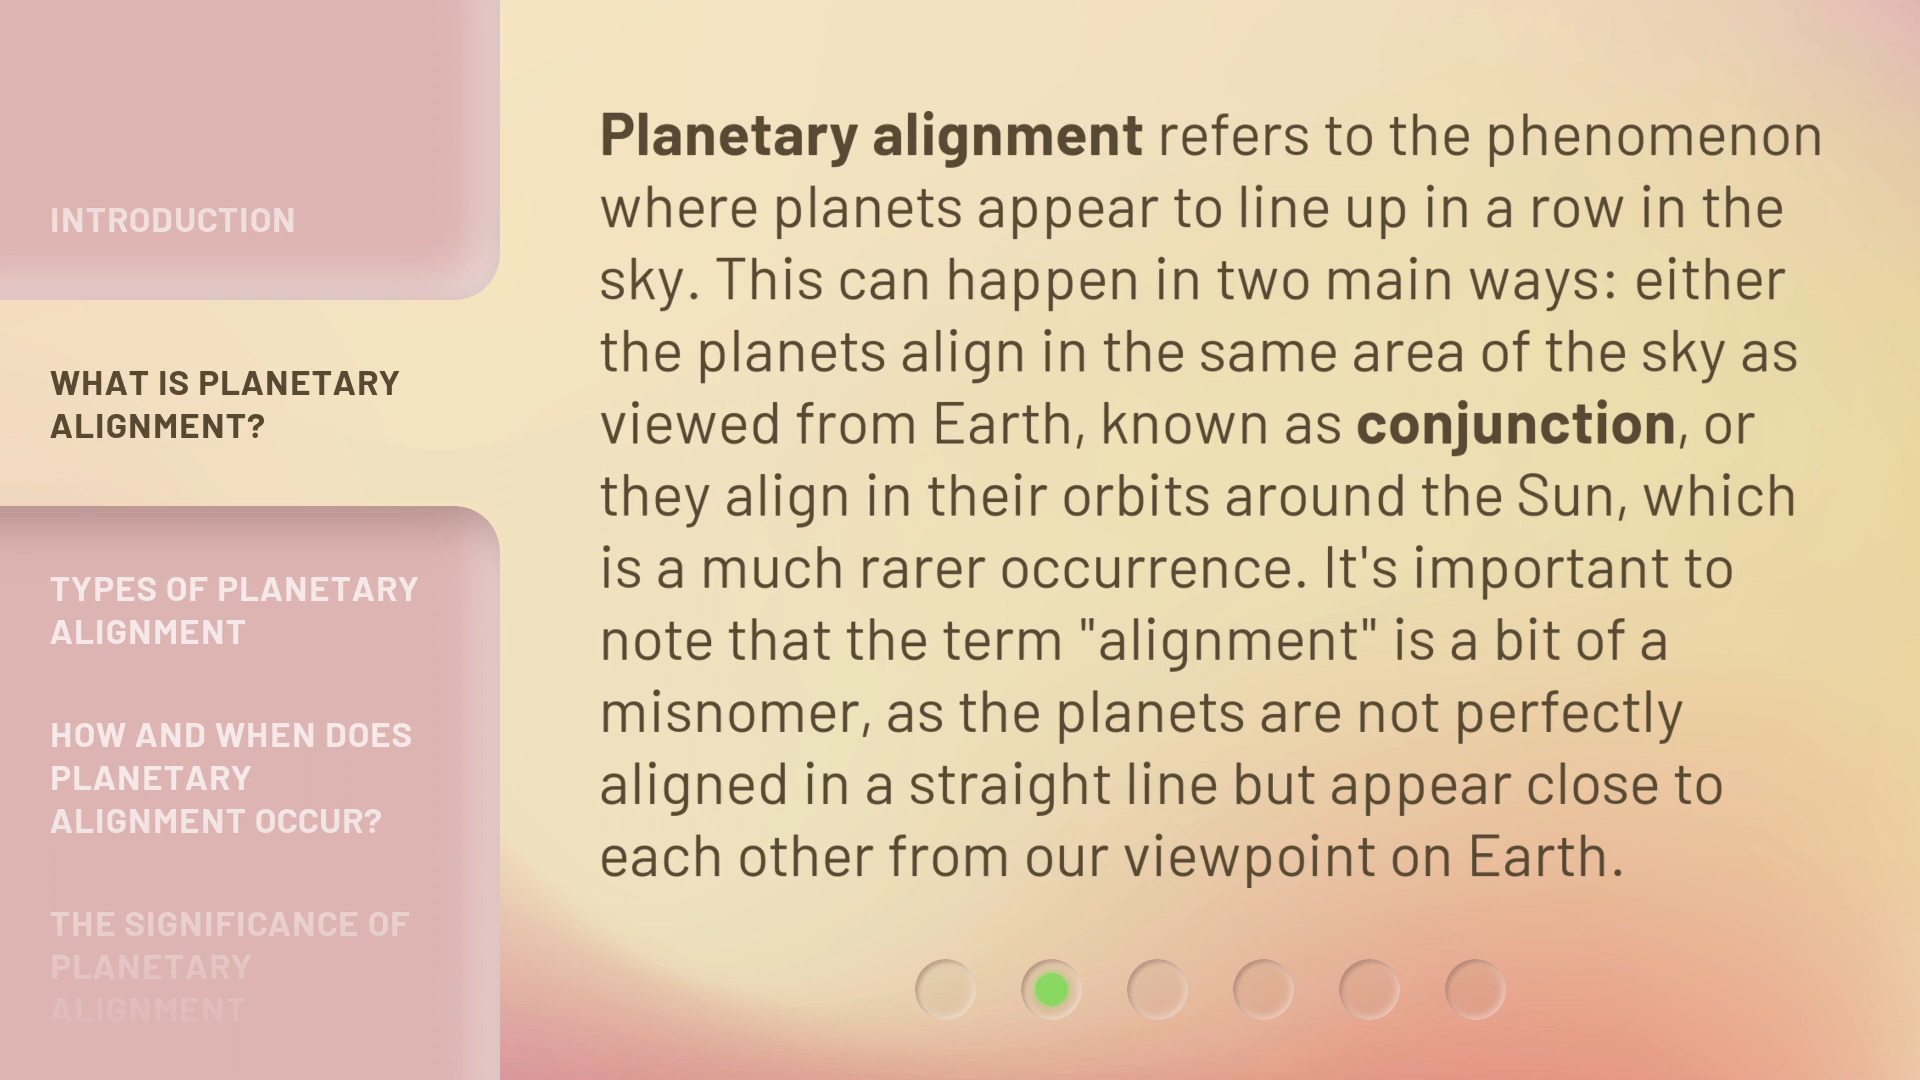 INTRODUCTION
WHAT IS PLANETARY
ALIGNMENT?
TYPES OF PLANETARY
ALIGNMENT
HOW AND WHEN DOES
PLANETARY
ALIGNMENT OCCUR?
THE SIGNIFICANCE OF
PLANETARY
ALIGNMENT
Planetary alignment refers to the phenomenon
where planets appear to line up in a row in the
sky. This can happen in two main ways: either
the planets align in the same area of the sky as
viewed from Earth, known as conjunction, or
they align in their orbits around the Sun, which
is a much rarer occurrence. It's important to
note that the term "alignment" is a bit of a
misnomer, as the planets are not perfectly
aligned in a straight line but appear close to
each other from our viewpoint on Earth.